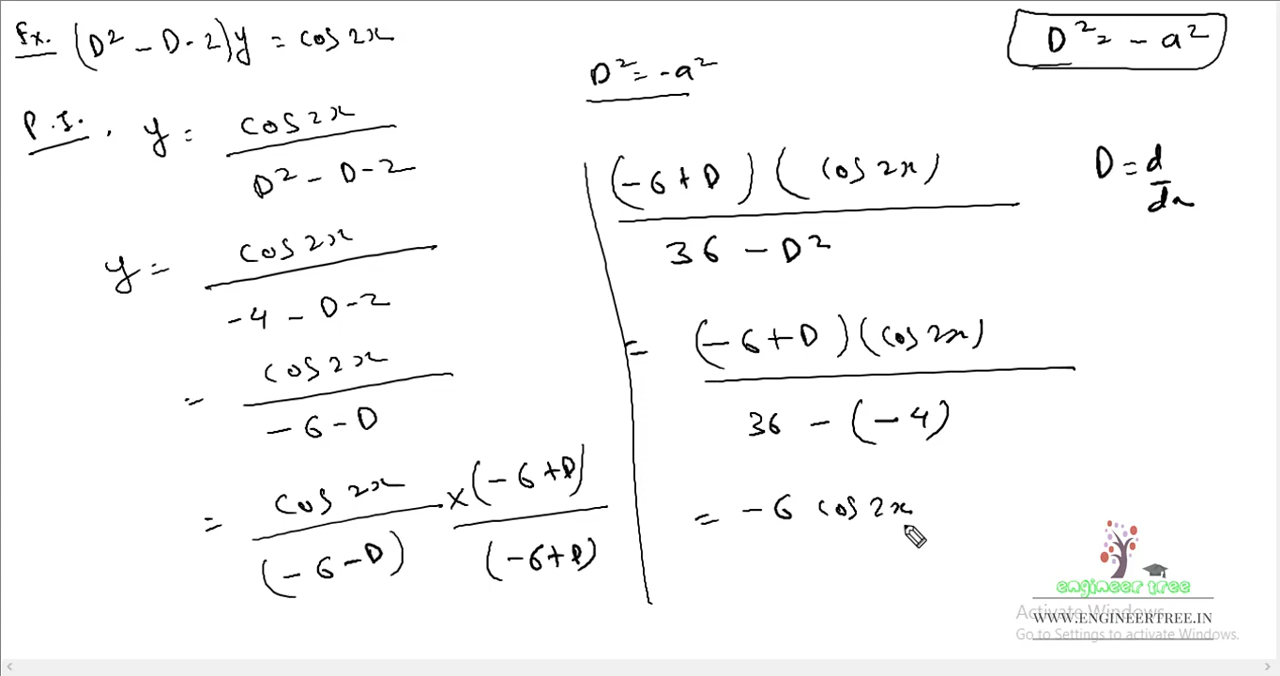 Ex. (D² - D - 2)y = cos 2x
P.I. , y = cos 2x / D² - D - 2
y = cos 2x / -4 - D - 2
= cos 2x / -6 - D
= cos 2x / (-6 - D) × (-6 + D) / (-6 + D)
D² = -a²
(-6 + D) (cos 2x) / 36 - D²
= (-6 + D) (cos 2x) / 36 - (-4)
= -6 cos 2x
D² = -a²
D = d/dx
engineer tree
WWW.ENGINEERTREE.IN
Activate Windows
Go to Settings to activate Windows.